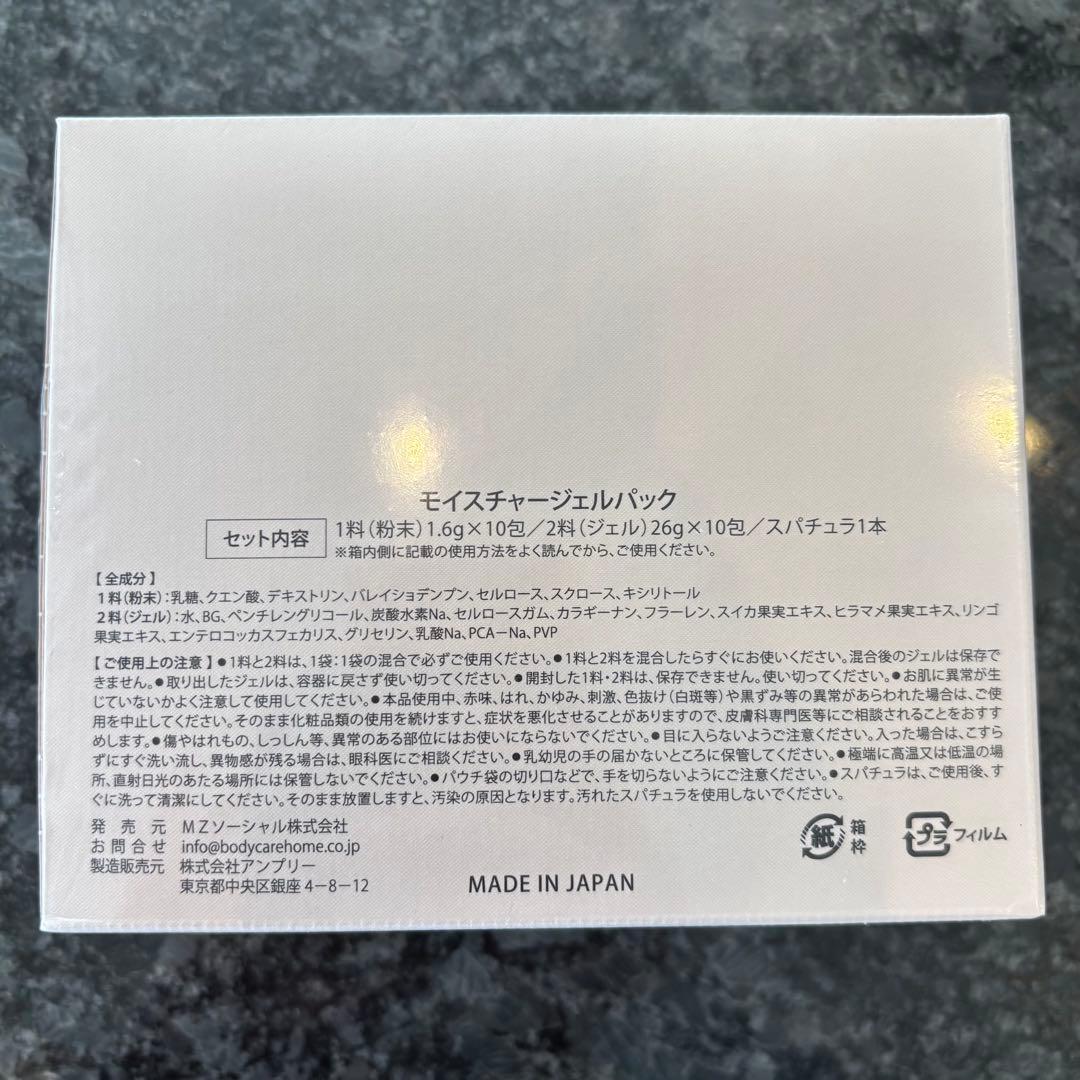 モイスチャージェルパック
セット内容 1料（粉末）1.6g×10包／2料（ジェル）26g×10包／スパチュラ1本
※箱内側に記載の使用方法をよく読んでから、ご使用ください。
【全成分】
1料（粉末）：乳糖、クエン酸、デキストリン、バレイショデンプン、セルロース、スクロース、キシリトール
2料（ジェル）：水、BG、ペンチレングリコール、炭酸水素Na、セルロースガム、カラギーナン、フラーレン、スイカ果実エキス、ヒラマメ果実エキス、リンゴ
果実エキス、エンテロコッカスフェカリス、グリセリン、乳酸Na、PCA－Na、PVP
【ご使用上の注意】●1料と2料は、1袋：1袋の混合で必ずご使用ください。●1料と2料を混合したらすぐにお使いください。混合後のジェルは保存で
きません。●取り出したジェルは、容器に戻さず使い切ってください。●開封した1料・2料は、保存できません。使い切ってください。●お肌に異常が生
じていないかよく注意して使用してください。●本品使用中、赤味、はれ、かゆみ、刺激、色抜け（白斑等）や黒ずみ等の異常があらわれた場合は、ご使
用を中止してください。そのまま化粧品類の使用を続けますと、症状を悪化させることがありますので、皮膚科専門医等にご相談されることをおすす
めします。●傷やはれもの、しっしん等、異常のある部位にはお使いにならないでください。●目に入らないようご注意ください。入った場合は、こすら
ずにすぐ洗い流し、異物感が残る場合は、眼科医にご相談ください。●乳幼児の手の届かないところに保管してください。●極端に高温又は低温の場
所、直射日光のあたる場所には保管しないでください。●パウチ袋の切り口などで、手を切らないようにご注意ください。●スパチュラは、ご使用後、す
ぐに洗って清潔にしてください。そのまま放置しますと、汚染の原因となります。汚れたスパチュラを使用しないでください。
発売元 MZソーシャル株式会社
お問合せ info@bodycarehome.co.jp
製造販売元 株式会社アンプリー
東京都中央区銀座4－8－12
MADE IN JAPAN
紙 箱
枠
プラ フィルム